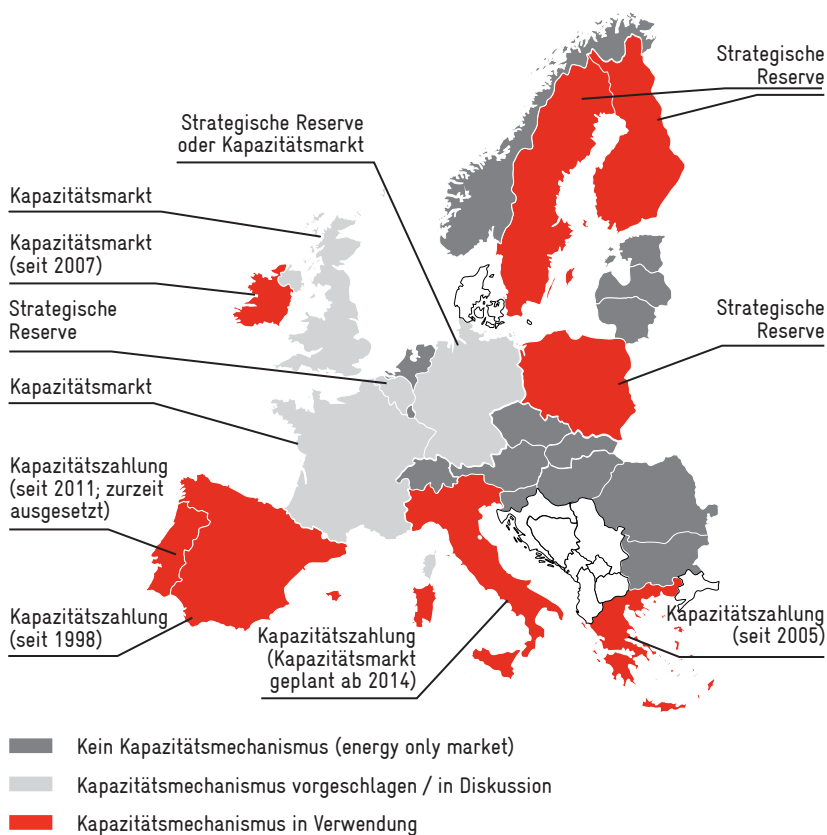 Strategische
Reserve
Strategische Reserve
oder Kapazitätsmarkt
Kapazitätsmarkt
Kapazitätsmarkt
(seit 2007)
Strategische
Reserve
Strategische
Reserve
Kapazitätsmarkt
Kapazitätszahlung
(seit 2011; zurzeit
ausgesetzt)
Kapazitätszahlung
(seit 1998)
Kapazitätszahlung
(Kapazitätsmarkt
geplant ab 2014)
Kapazitätszahlung
(seit 2005)
Kein Kapazitätsmechanismus (energy only market)
Kapazitätsmechanismus vorgeschlagen / in Diskussion
Kapazitätsmechanismus in Verwendung